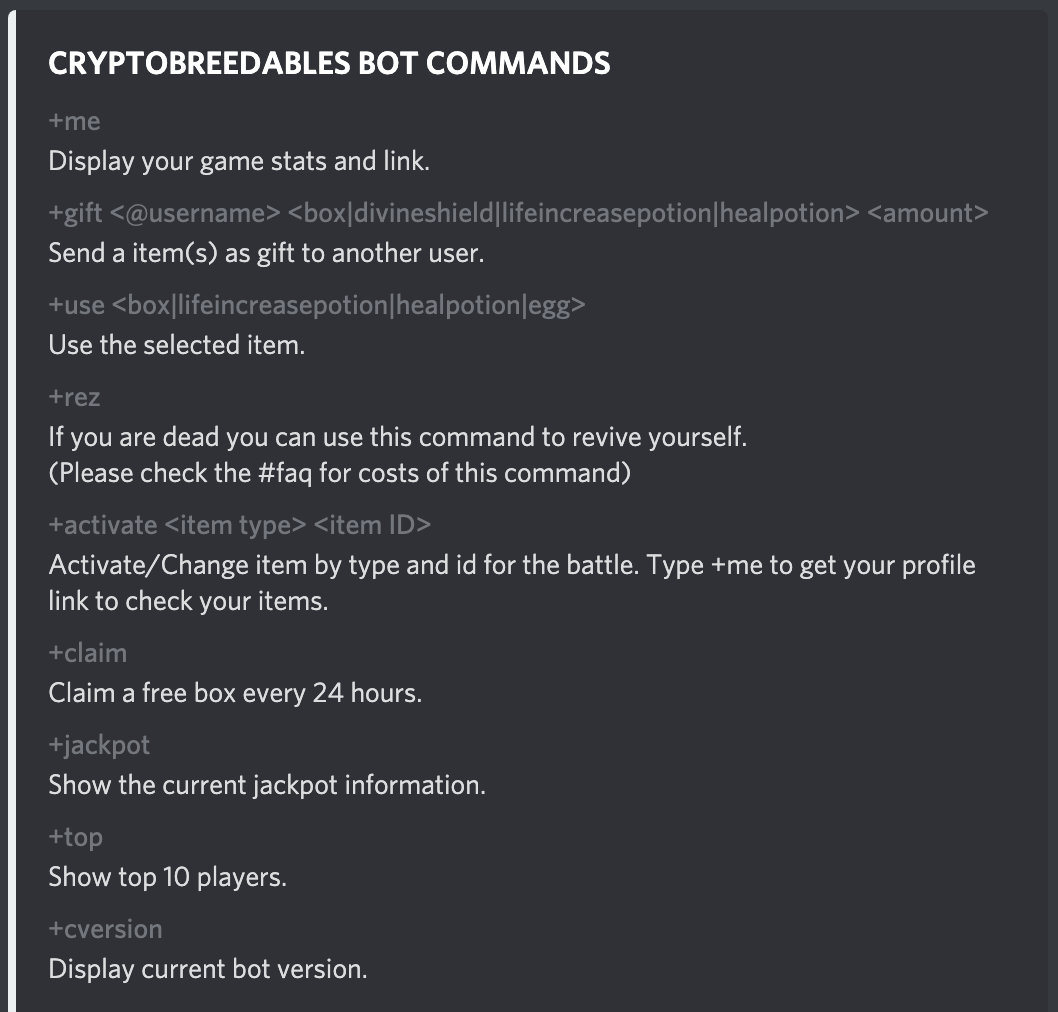 CRYPTOBREEDABLES BOT COMMANDS
+me
Display your game stats and link.
+gift <@username> <box|divineshield|lifeincreasepotion|healpotion> <amount>
Send a item(s) as gift to another user.
+use <box|lifeincreasepotion|healpotion|egg>
Use the selected item.
+rez
If you are dead you can use this command to revive yourself.
(Please check the #faq for costs of this command)
+activate <item type> <item ID>
Activate/Change item by type and id for the battle. Type +me to get your profile
link to check your items.
+claim
Claim a free box every 24 hours.
+jackpot
Show the current jackpot information.
+top
Show top 10 players.
+cversion
Display current bot version.